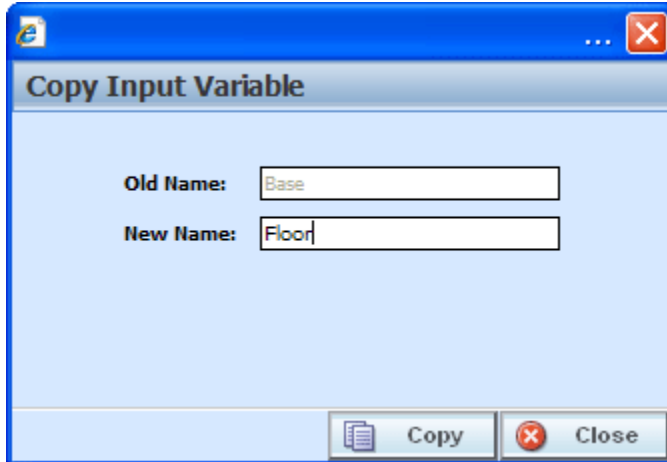 ...
Copy Input Variable
Old Name: Base
New Name: Floor
Copy Close